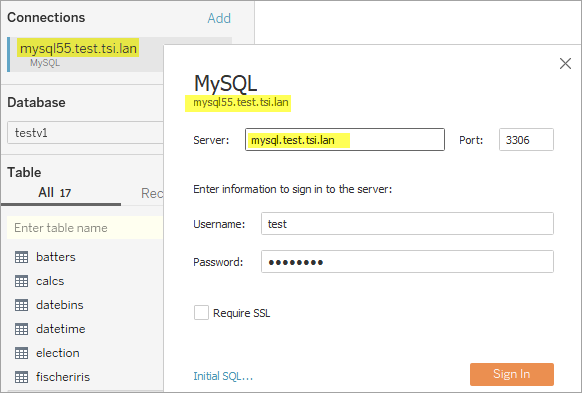 Connections Add
mysql55.test.tsi.lan
MySQL
Database
testv1
Table
All 17
Rec
Enter table name
batters
calcs
datebins
datetime
election
fischeriris
MySQL
mysql55.test.tsi.lan
Server: mysql.test.tsi.lan Port: 3306
Enter information to sign in to the server:
Username: test
Password: ••••••••
Require SSL
Initial SQL...
Sign In